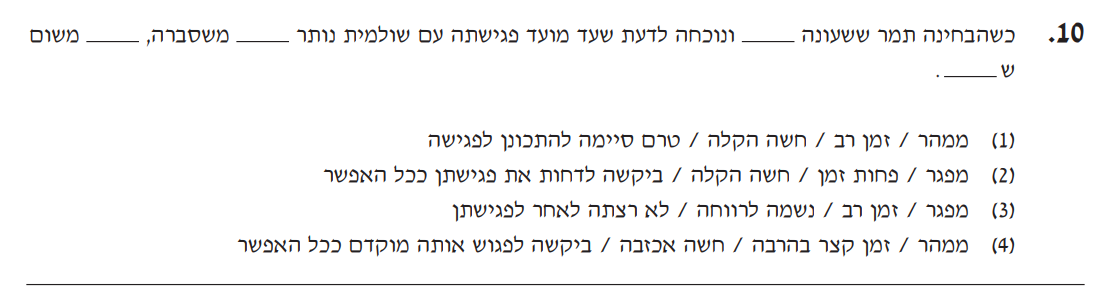 10. כשהבחינה תמר ששעונה _____ ונוכחה לדעת שעד מועד פגישתה עם שולמית נותר _____ משסברה, _____ משום
ש _____ .
(1) ממהר / זמן רב / חשה הקלה / טרם סיימה להתכונן לפגישה
(2) מפגר / פחות זמן / חשה הקלה / ביקשה לדחות את פגישתן ככל האפשר
(3) מפגר / זמן רב / נשמה לרווחה / לא רצתה לאחר לפגישתן
(4) ממהר / זמן קצר בהרבה / חשה אכזבה / ביקשה לפגוש אותה מוקדם ככל האפשר